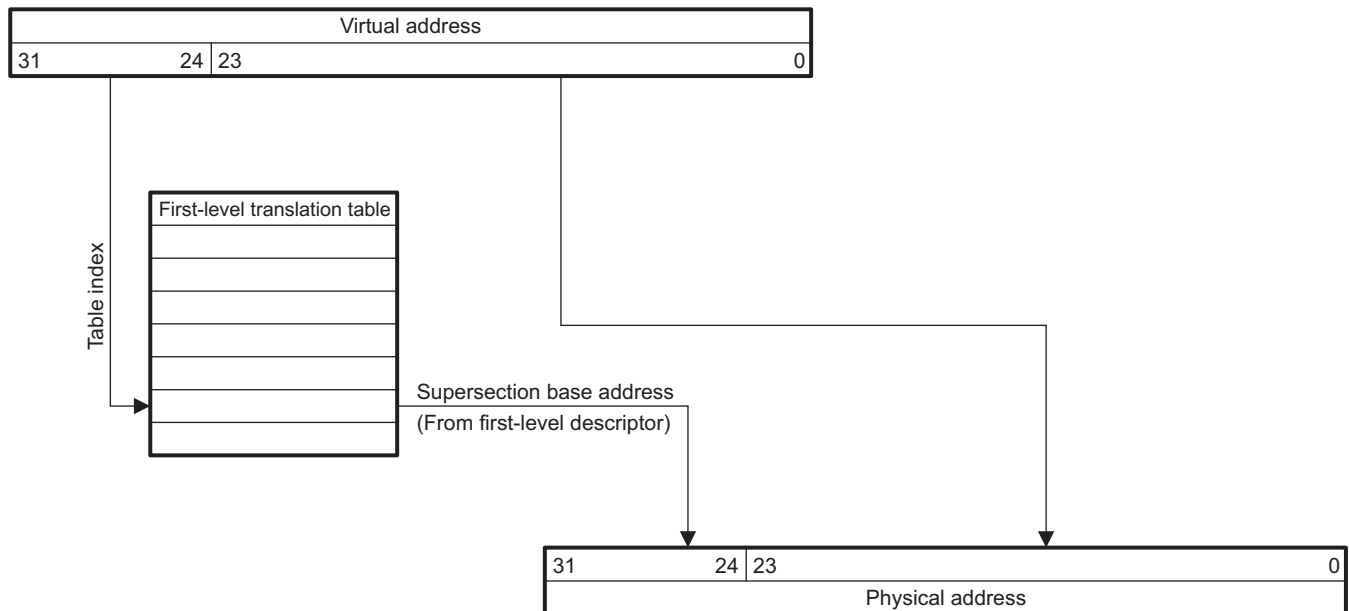 Virtual address
31 24 23 0
First-level translation table
Table index
Supersection base address
(From first-level descriptor)
31 24 23 0
Physical address